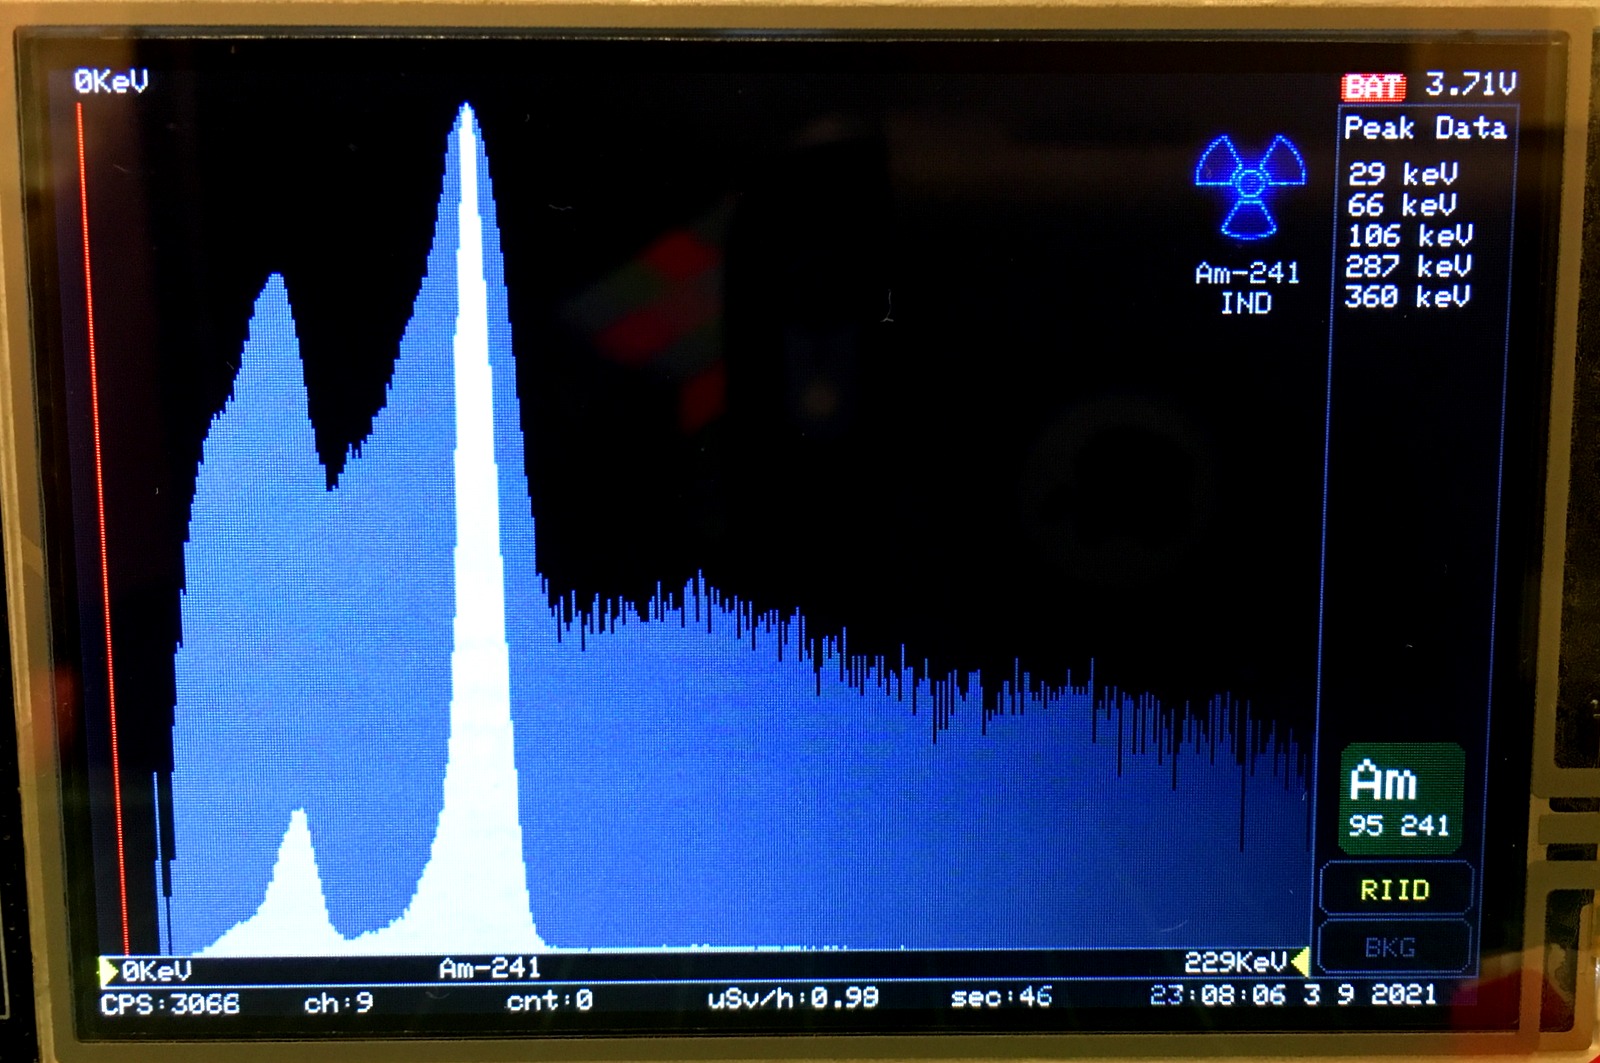 0KeV
BAT 3.71V
Peak Data
29 keV
66 keV
106 keV
287 keV
360 keV
Am-241
IND
Am
95 241
RIID
BKG
0KeV Am-241 229KeV
CPS:3066 ch:9 cnt:0 uSv/h:0.99 sec:46 23:08:06 3 9 2021